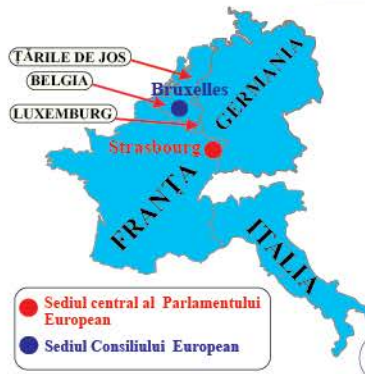 ȚĂRILE DE JOS
BELGIA
Bruxelles
LUXEMBURG
GERMANIA
Strasbourg
FRANȚA
ITALIA
Sediul central al Parlamentului
European
Sediul Consiliului European